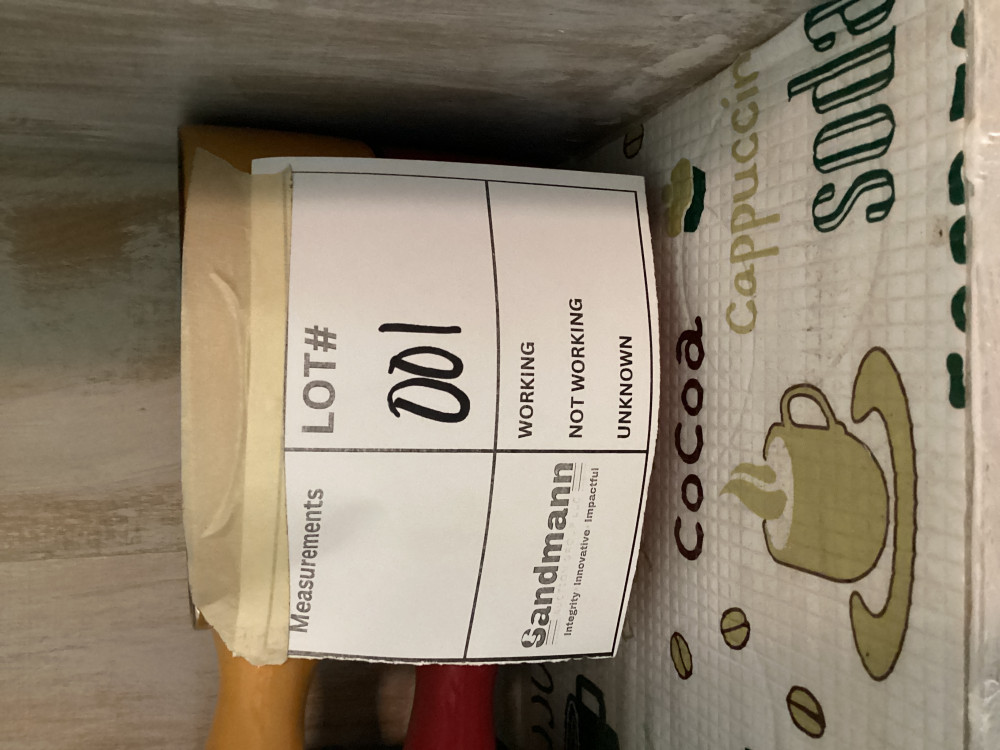 Measurements
LOT#
001
Sandmann
Integrity Innovative Impactful
WORKING
NOT WORKING
UNKNOWN
cocoa
cappuccin
soda